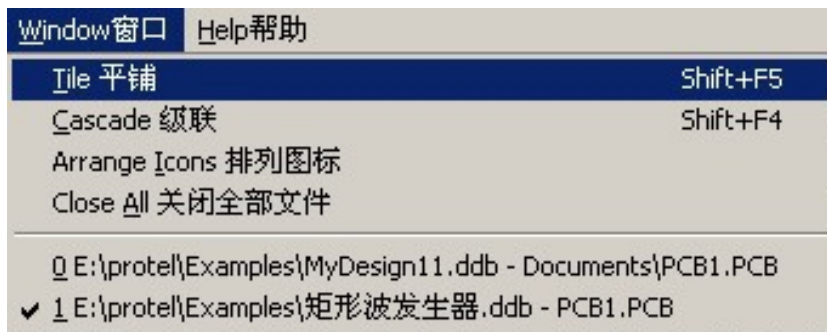 Window窗口 Help帮助
Tile 平铺 Shift+F5
Cascade 级联 Shift+F4
Arrange Icons 排列图标
Close All 关闭全部文件
0 E:\protel\Examples\MyDesign11.ddb - Documents\PCB1.PCB
✔ 1 E:\protel\Examples\矩形波发生器.ddb - PCB1.PCB